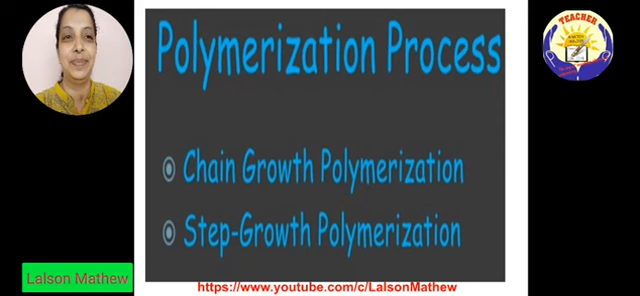 Polymerization Process
Chain Growth Polymerization
Step-Growth Polymerization
TEACHER
Lalson Mathew
https://www.youtube.com/c/LalsonMathew